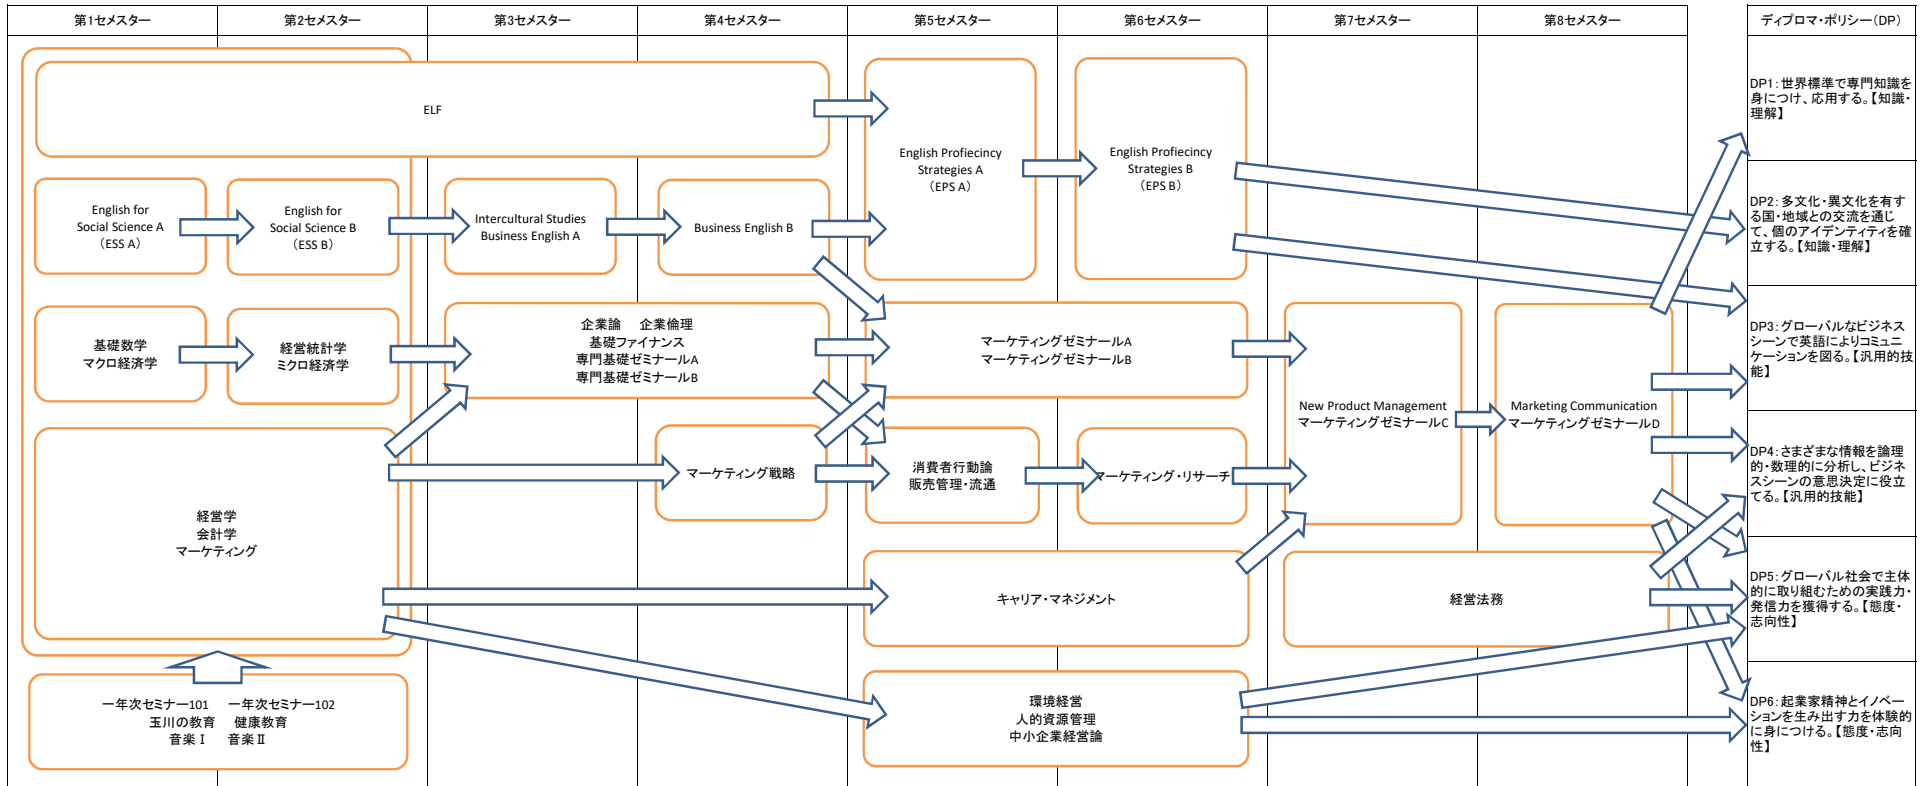 第1セメスター
第2セメスター
第3セメスター
第4セメスター
第5セメスター
第6セメスター
第7セメスター
第8セメスター
ディプロマ・ポリシー(DP)
ELF
English Profiecincy
Strategies A
(EPS A)
English Profiecincy
Strategies B
(EPS B)
English for
Social Science A
(ESS A)
English for
Social Science B
(ESS B)
Intercultural Studies
Business English A
Business English B
基礎数学
マクロ経済学
経営統計学
ミクロ経済学
企業論 企業倫理
基礎ファイナンス
専門基礎ゼミナールA
専門基礎ゼミナールB
マーケティングゼミナールA
マーケティングゼミナールB
New Product Management
マーケティングゼミナールC
Marketing Communication
マーケティングゼミナールD
マーケティング戦略
消費者行動論
販売管理・流通
マーケティング・リサーチ
経営学
会計学
マーケティング
キャリア・マネジメント
経営法務
一年次セミナー101 一年次セミナー102
玉川の教育 健康教育
音楽Ⅰ 音楽Ⅱ
環境経営
人的資源管理
中小企業経営論
DP1:世界標準で専門知識を
身につけ、応用する。【知識・
理解】
DP2:多文化・異文化を有す
る国・地域との交流を通じ
て、個のアイデンティティを確
立する。【知識・理解】
DP3:グローバルなビジネス
シーンで英語によりコミュニ
ケーションを図る。【汎用的技
能】
DP4:さまざまな情報を論理
的・数理的に分析し、ビジネ
スシーンの意思決定に役立
てる。【汎用的技能】
DP5:グローバル社会で主体
的に取り組むための実践力・
発信力を獲得する。【態度・
志向性】
DP6:起業家精神とイノベー
ションを生み出す力を体験的
に身につける。【態度・志向
性】